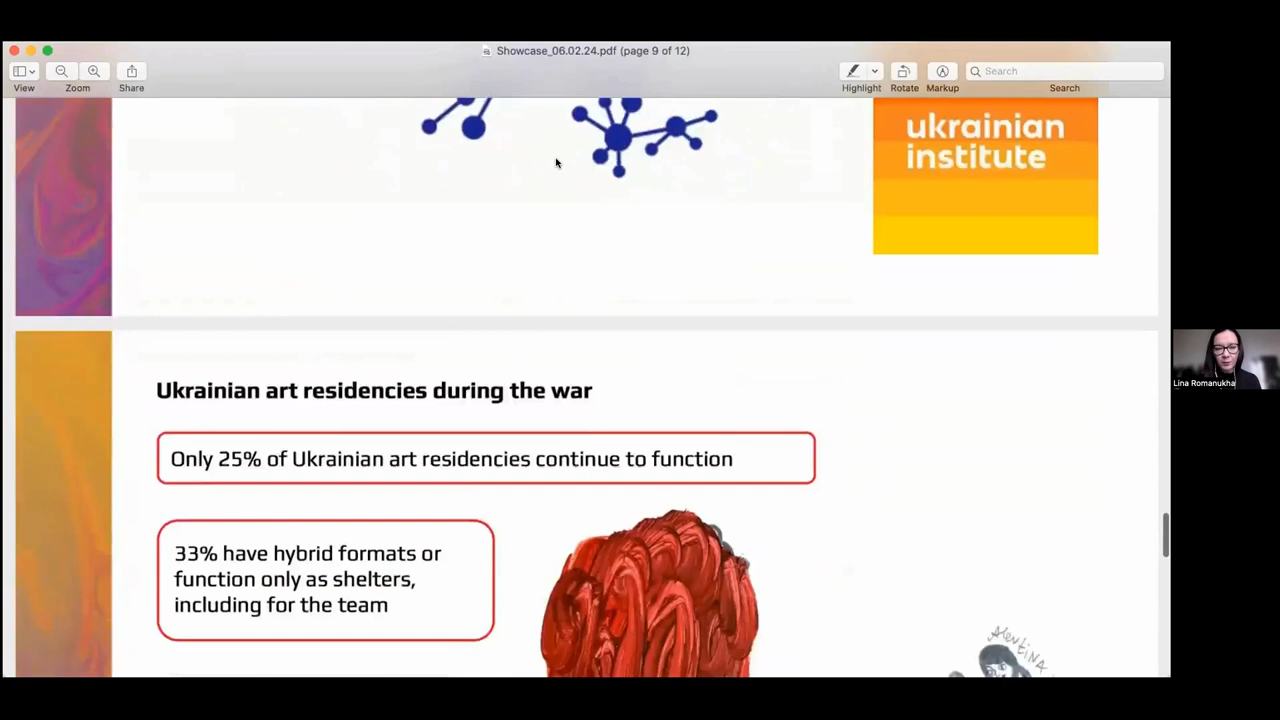 Showcase_06.02.24.pdf (page 9 of 12)
View
Zoom
Share
Highlight
Rotate
Markup
Search
Search
ukrainian
institute
Ukrainian art residencies during the war
Only 25% of Ukrainian art residencies continue to function
33% have hybrid formats or
function only as shelters,
including for the team
AlevtiNA
Lina Romanukha